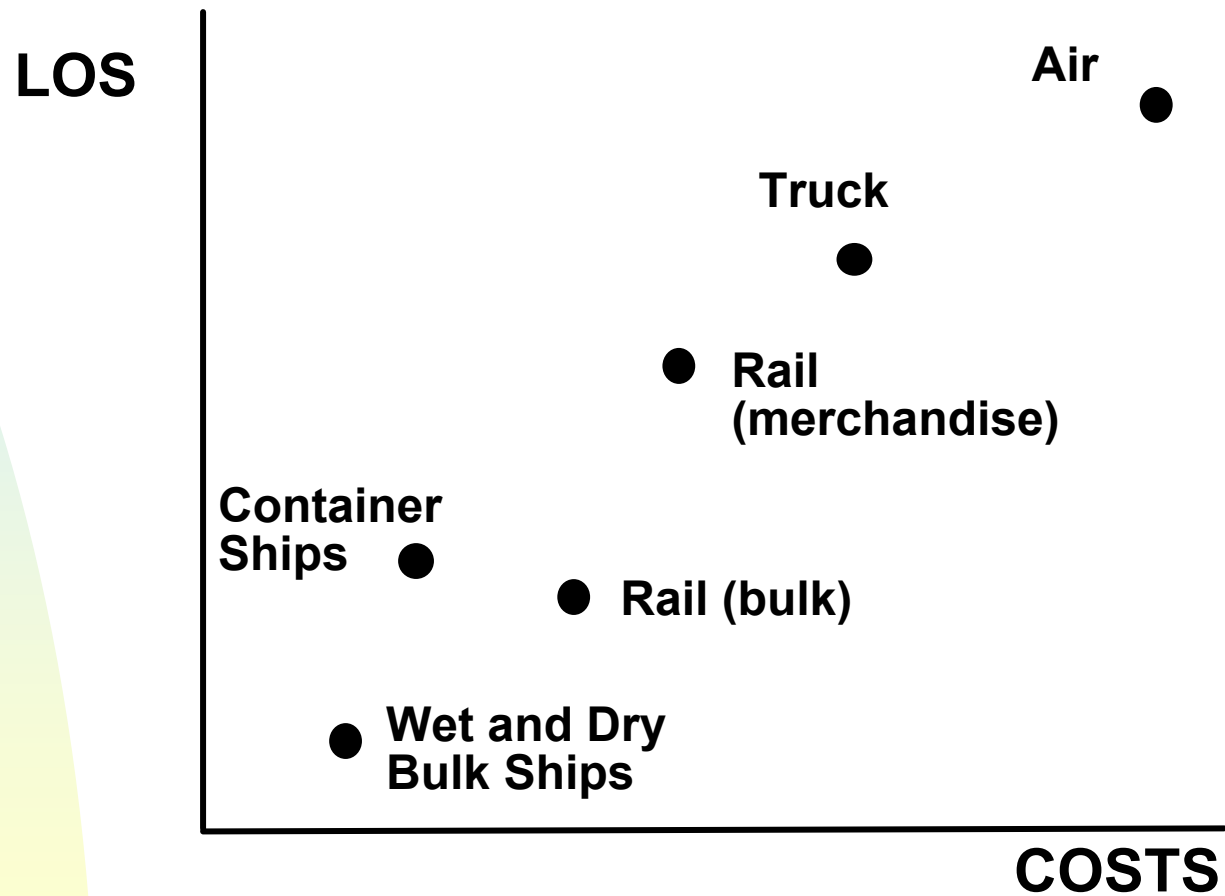 LOS
Air
Truck
Rail
(merchandise)
Container
Ships
Rail (bulk)
Wet and Dry
Bulk Ships
COSTS